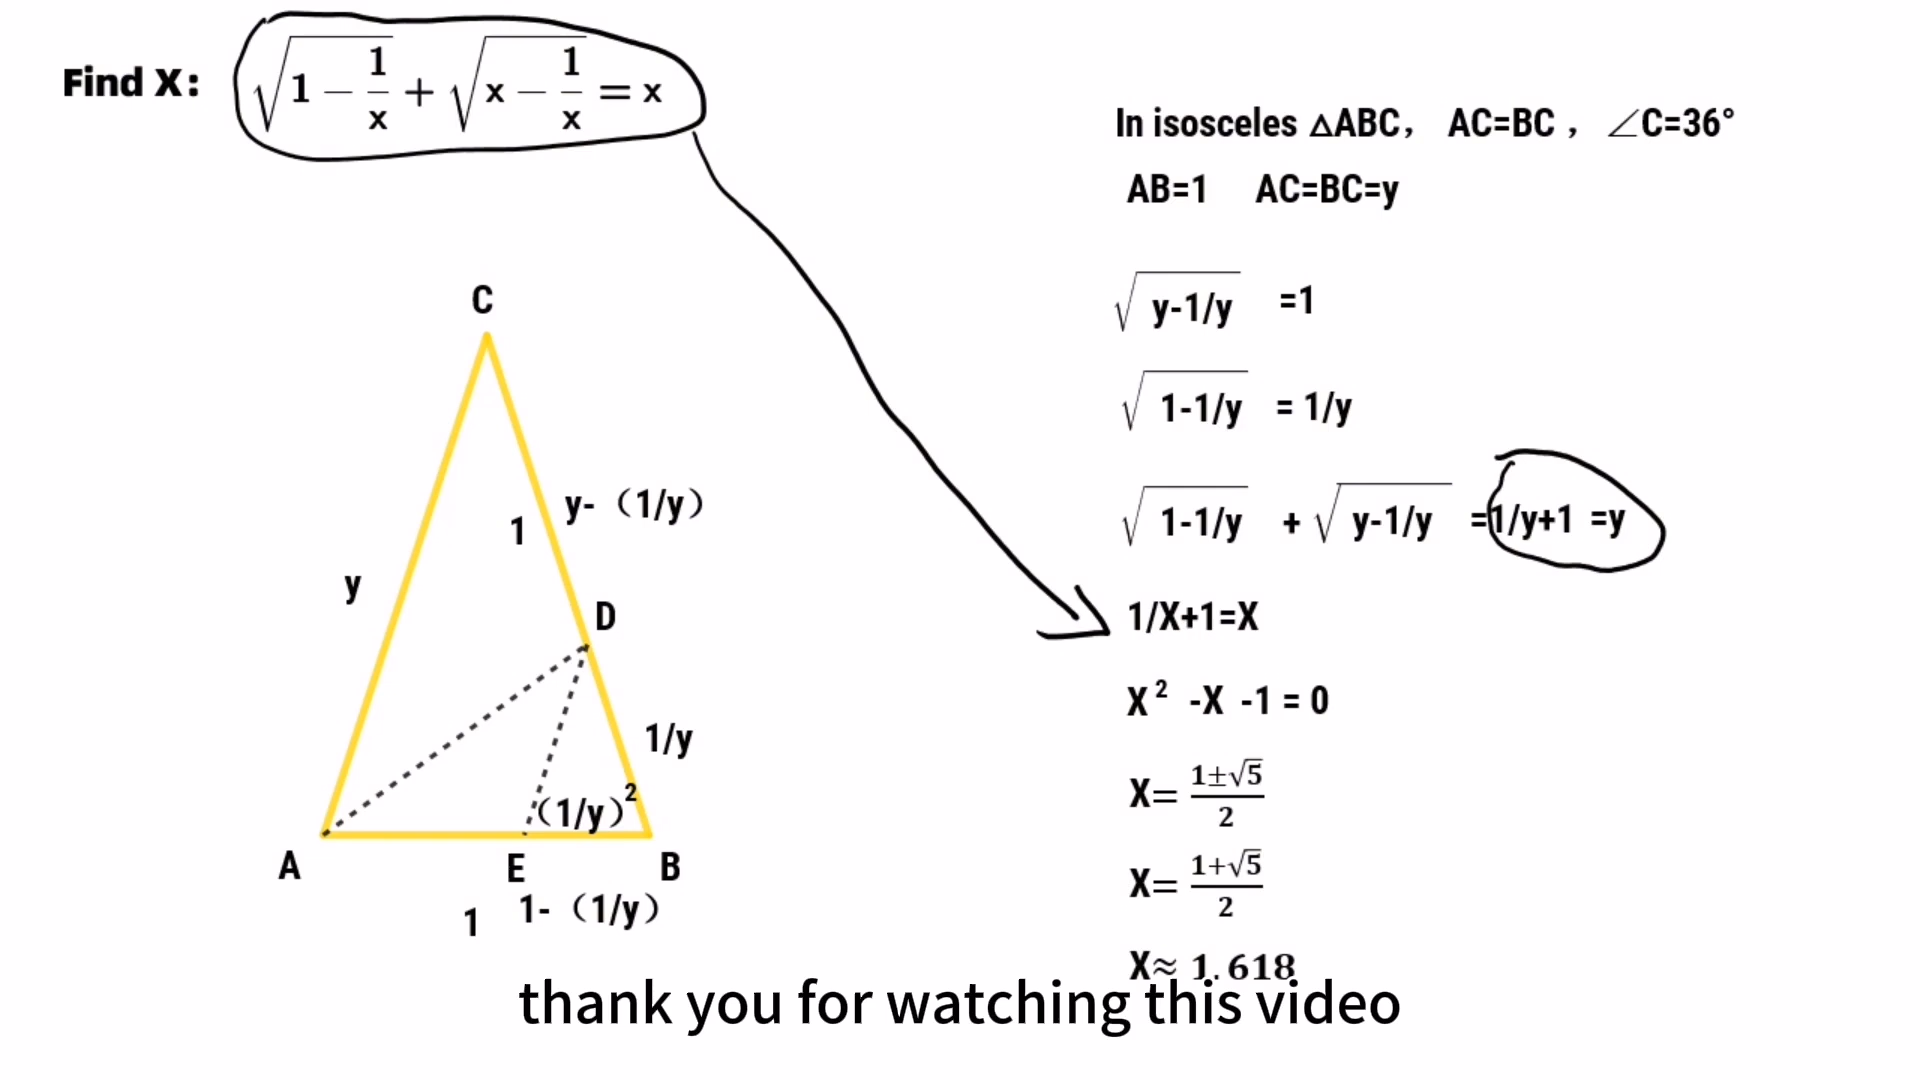 Find X: √(1 − 1/x) + √(x − 1/x) = x
In isosceles △ABC, AC=BC, ∠C=36°
AB=1 AC=BC=y
√(y-1/y) =1
√(1-1/y) = 1/y
√(1-1/y) + √(y-1/y) =1/y+1 =y
1/X+1=X
X² -X -1 = 0
X= (1±√5)/2
X= (1+√5)/2
X≈ 1.618
C
1
y-（1/y）
y
D
1/y
(1/y)²
A
E
B
1
1-（1/y）
thank you for watching this video